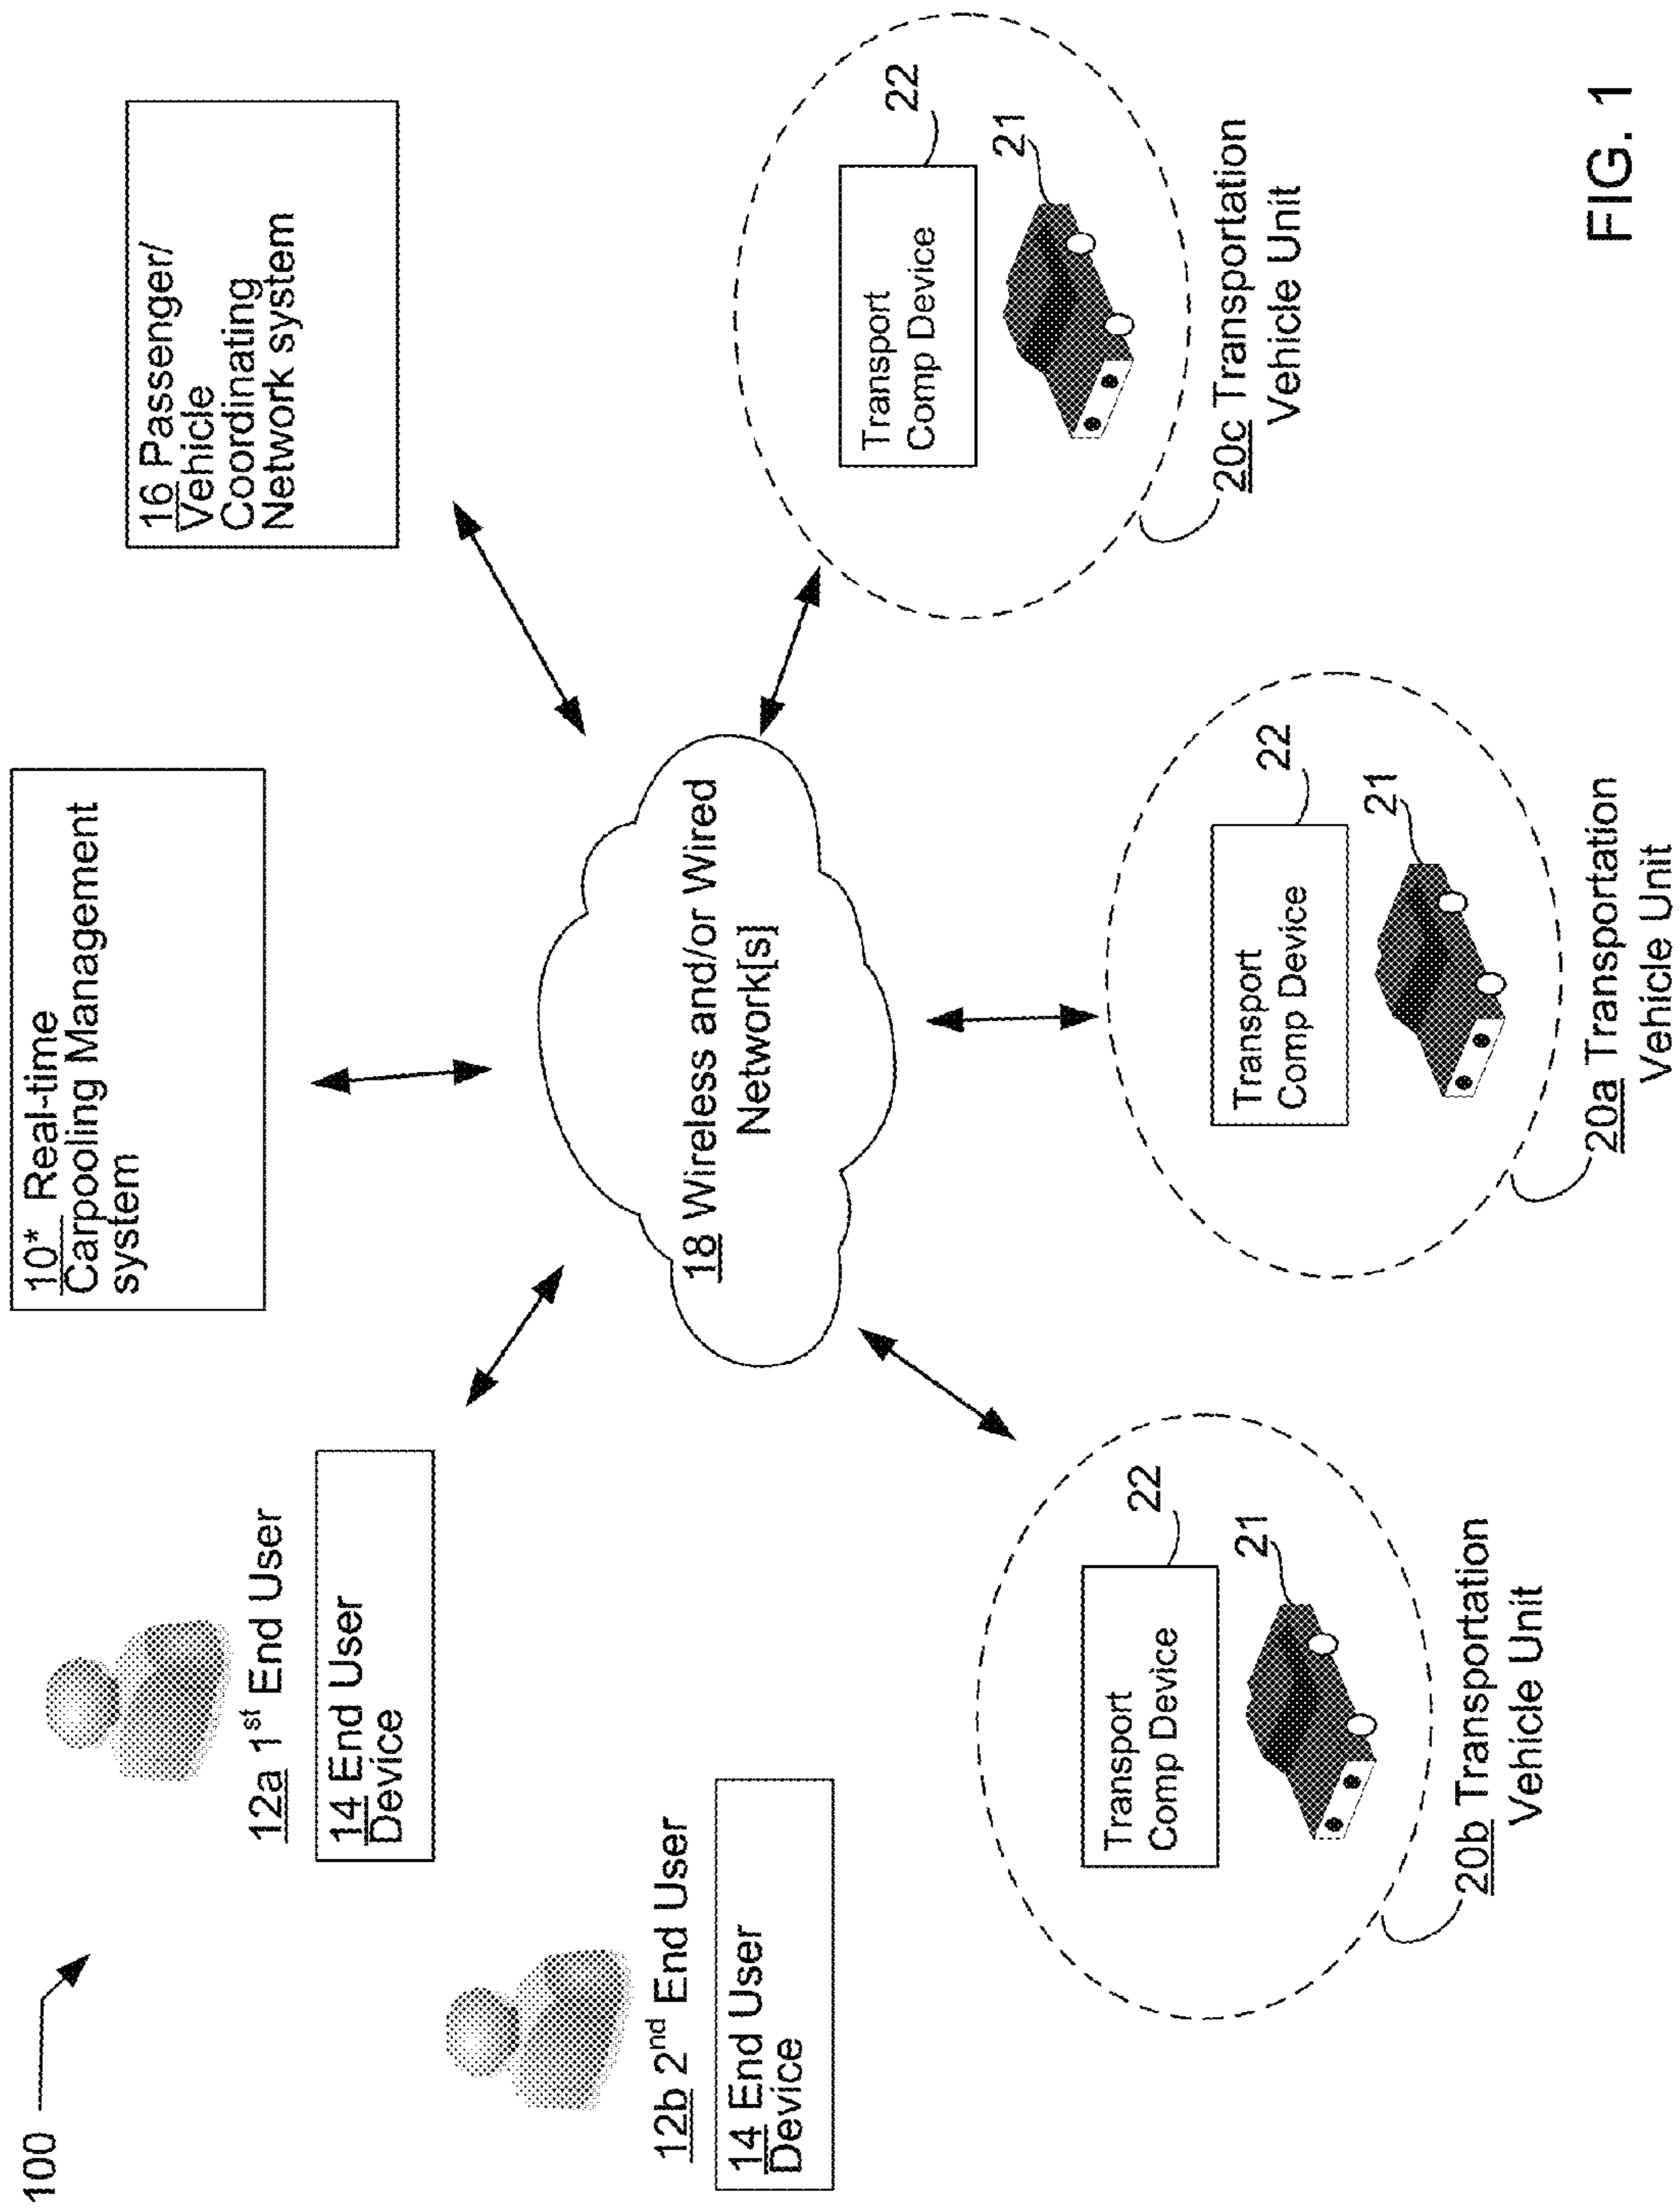 100
12a 1st End User
14 End User
Device
12b 2nd End User
14 End User
Device
10* Real-time
Carpooling Management
system
16 Passenger/
Vehicle
Coordinating
Network system
18 Wireless and/or Wired
Network[s]
Transport
Comp Device
22
21
20b Transportation
Vehicle Unit
Transport
Comp Device
22
21
20a Transportation
Vehicle Unit
Transport
Comp Device
22
21
20c Transportation
Vehicle Unit
FIG. 1